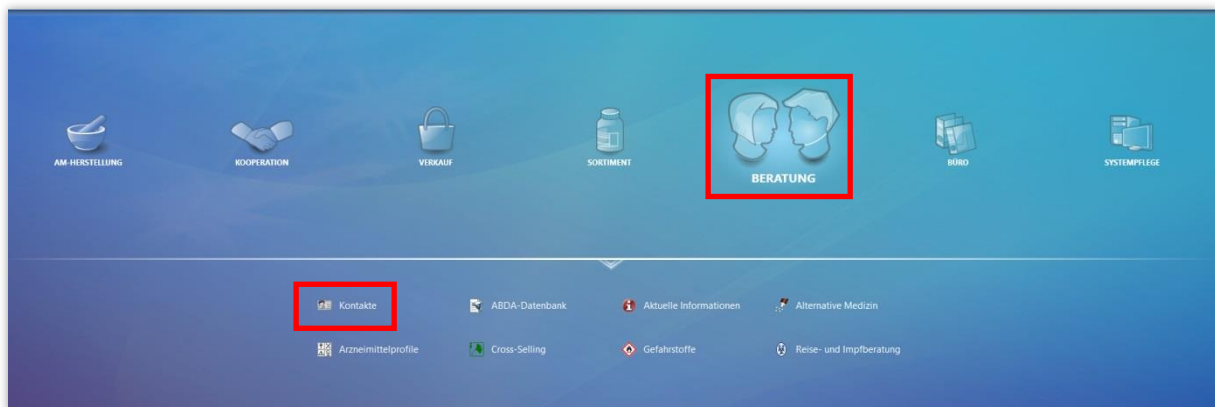 AM-HERSTELLUNG KOOPERATION VERKAUF SORTIMENT BERATUNG BÜRO SYSTEMPFLEGE
Kontakte ABDA-Datenbank Aktuelle Informationen Alternative Medizin
Arzneimittelprofile Cross-Selling Gefahrstoffe Reise- und Impfberatung